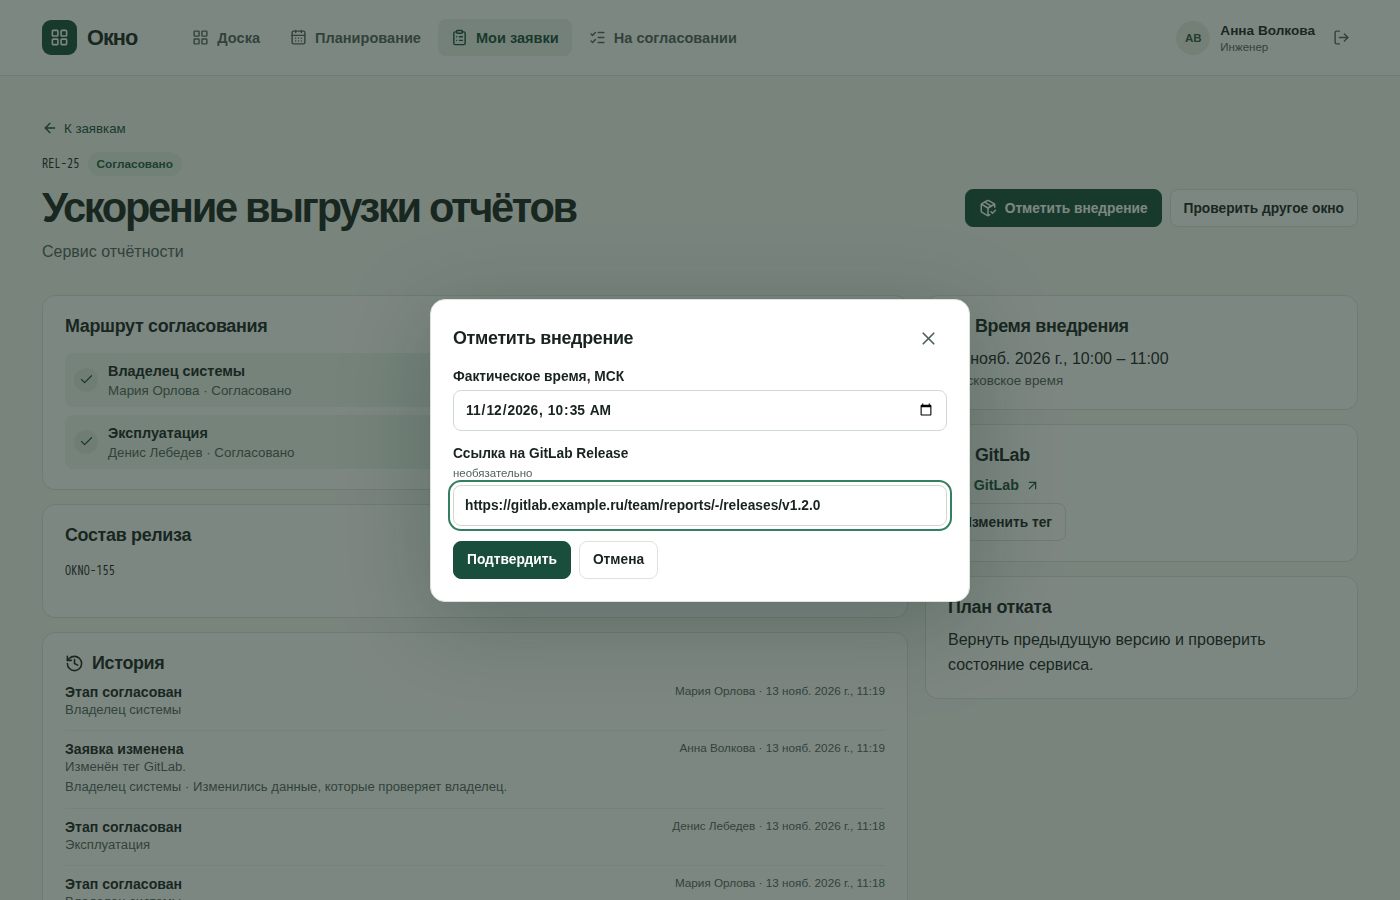 Окно
Доска
Планирование
Мои заявки
На согласовании
АВ
Анна Волкова
Инженер
К заявкам
REL-25
Согласовано
Ускорение выгрузки отчётов
Сервис отчётности
Отметить внедрение
Проверить другое окно
Маршрут согласования
Владелец системы
Мария Орлова · Согласовано
Эксплуатация
Денис Лебедев · Согласовано
Состав релиза
OKNO-155
История
Этап согласован
Мария Орлова · 13 нояб. 2026 г., 11:19
Владелец системы
Заявка изменена
Анна Волкова · 13 нояб. 2026 г., 11:19
Изменён тег GitLab.
Владелец системы · Изменились данные, которые проверяет владелец.
Этап согласован
Денис Лебедев · 13 нояб. 2026 г., 11:18
Эксплуатация
Этап согласован
Мария Орлова · 13 нояб. 2026 г., 11:18
Отметить внедрение
Фактическое время, МСК
11/12/2026, 10:35 AM
Ссылка на GitLab Release
необязательно
https://gitlab.example.ru/team/reports/-/releases/v1.2.0
Подтвердить
Отмена
Время внедрения
нояб. 2026 г., 10:00 – 11:00
время
GitLab
GitLab
Изменить тег
План отката
Вернуть предыдущую версию и проверить
состояние сервиса.